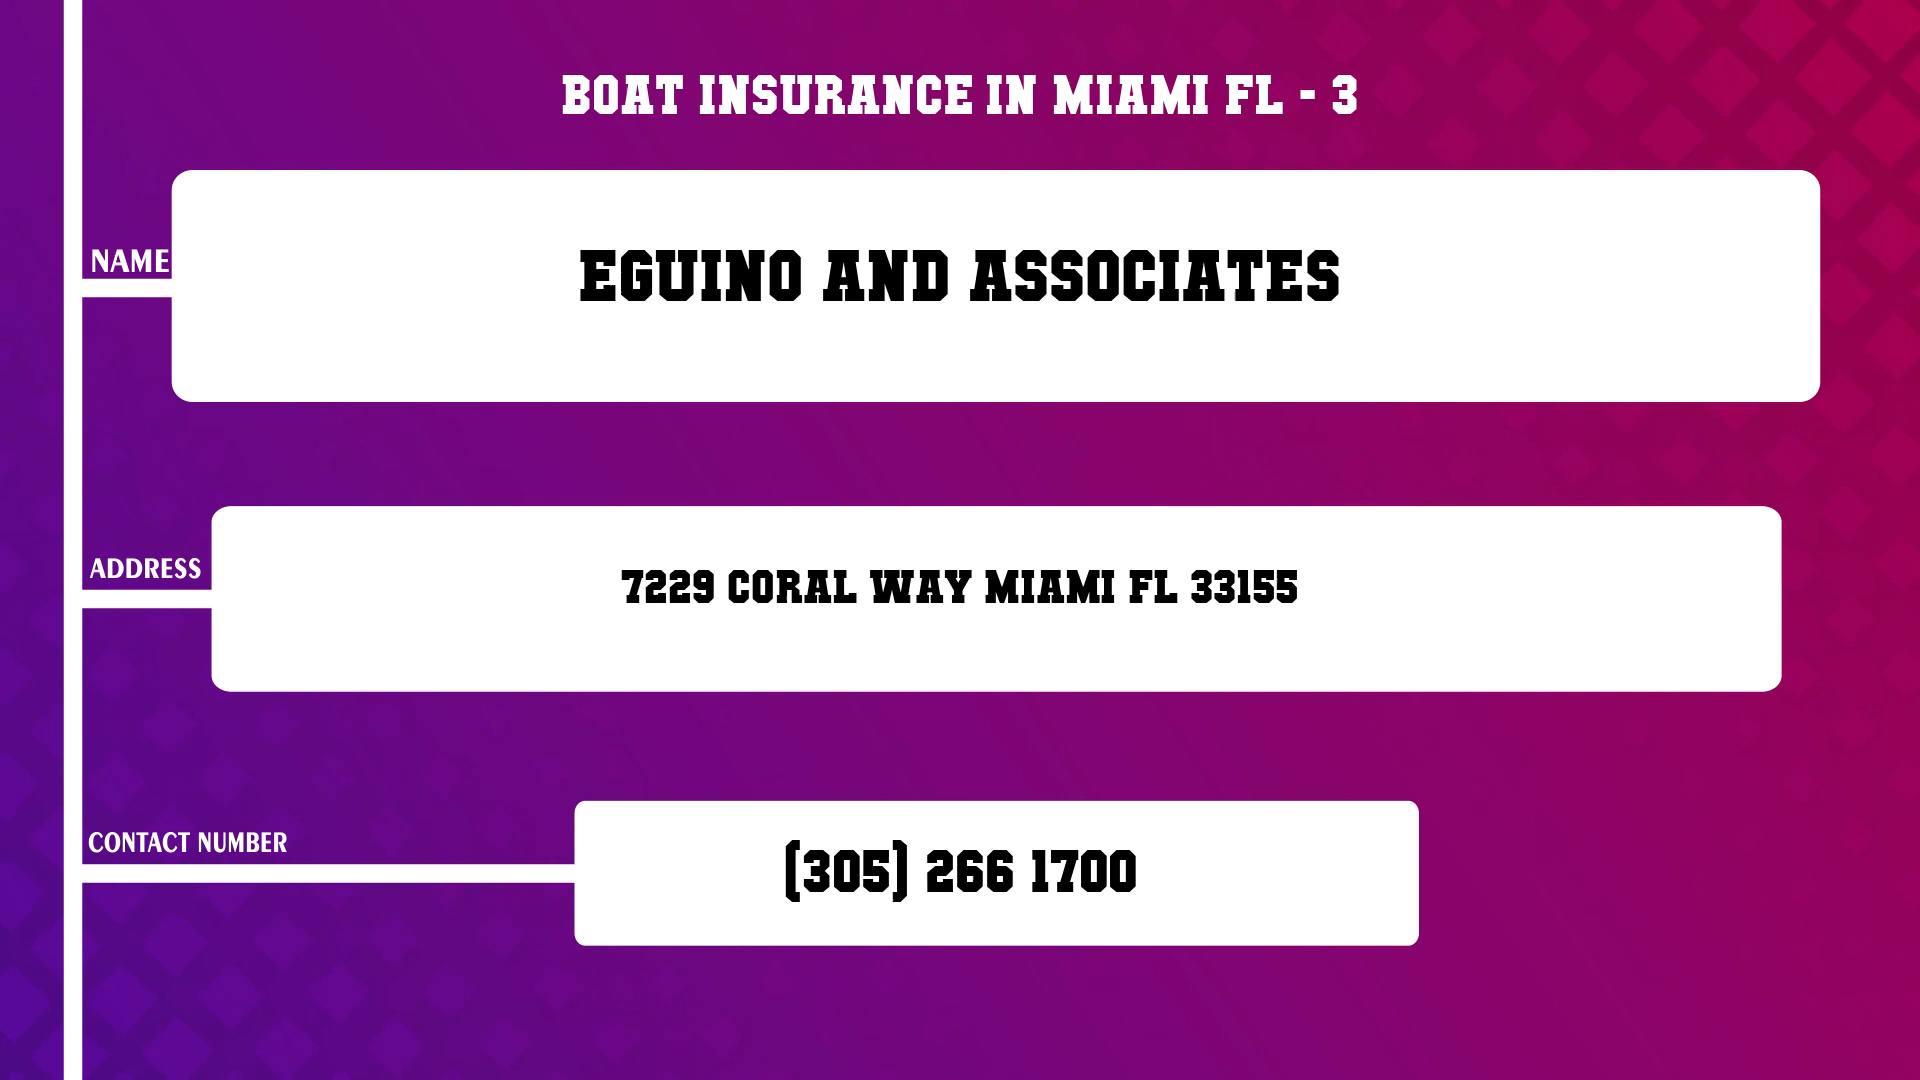 BOAT INSURANCE IN MIAMI FL - 3
NAME
EGUINO AND ASSOCIATES
ADDRESS
7229 CORAL WAY MIAMI FL 33155
CONTACT NUMBER
(305) 266 1700